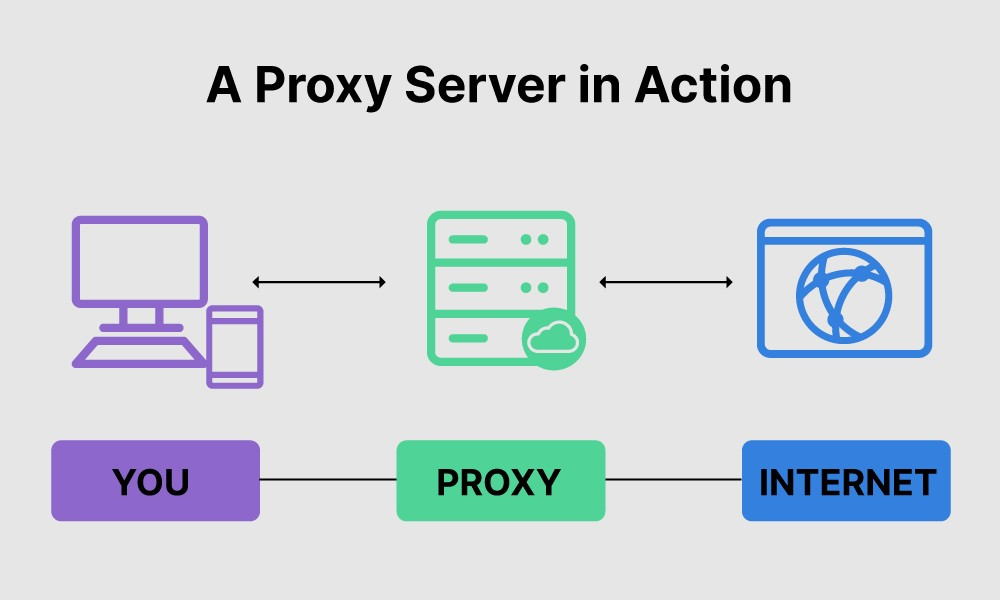 A Proxy Server in Action
YOU
PROXY
INTERNET